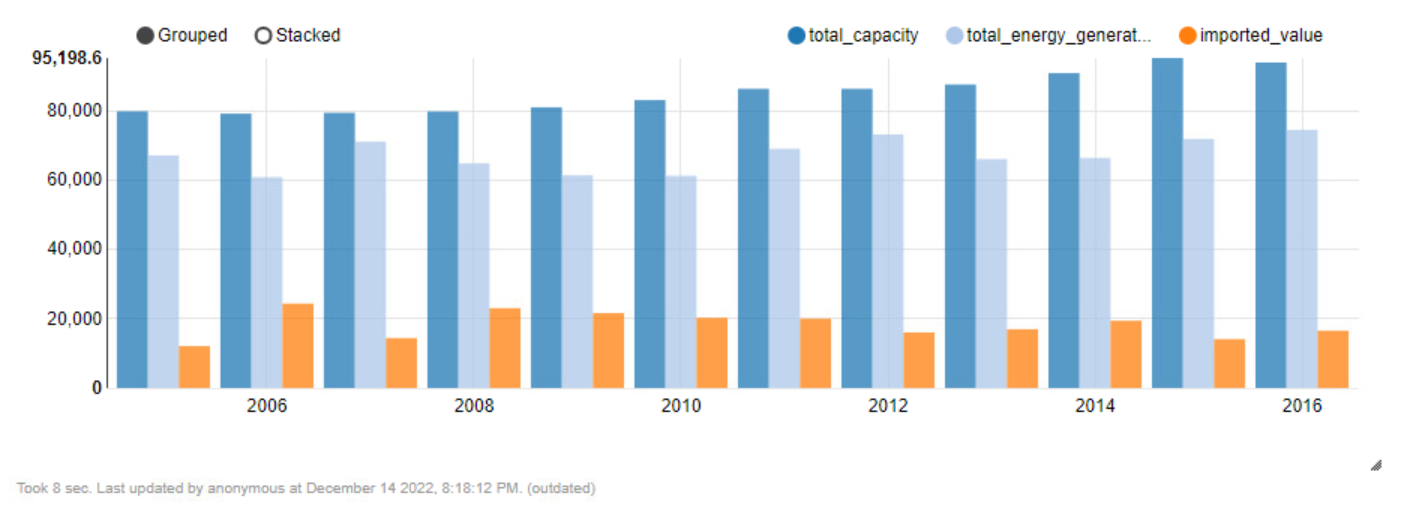 Grouped Stacked total_capacity total_energy_generat... imported_value
95,198.6
80,000
60,000
40,000
20,000
0
2006 2008 2010 2012 2014 2016
Took 8 sec. Last updated by anonymous at December 14 2022, 8:18:12 PM. (outdated)